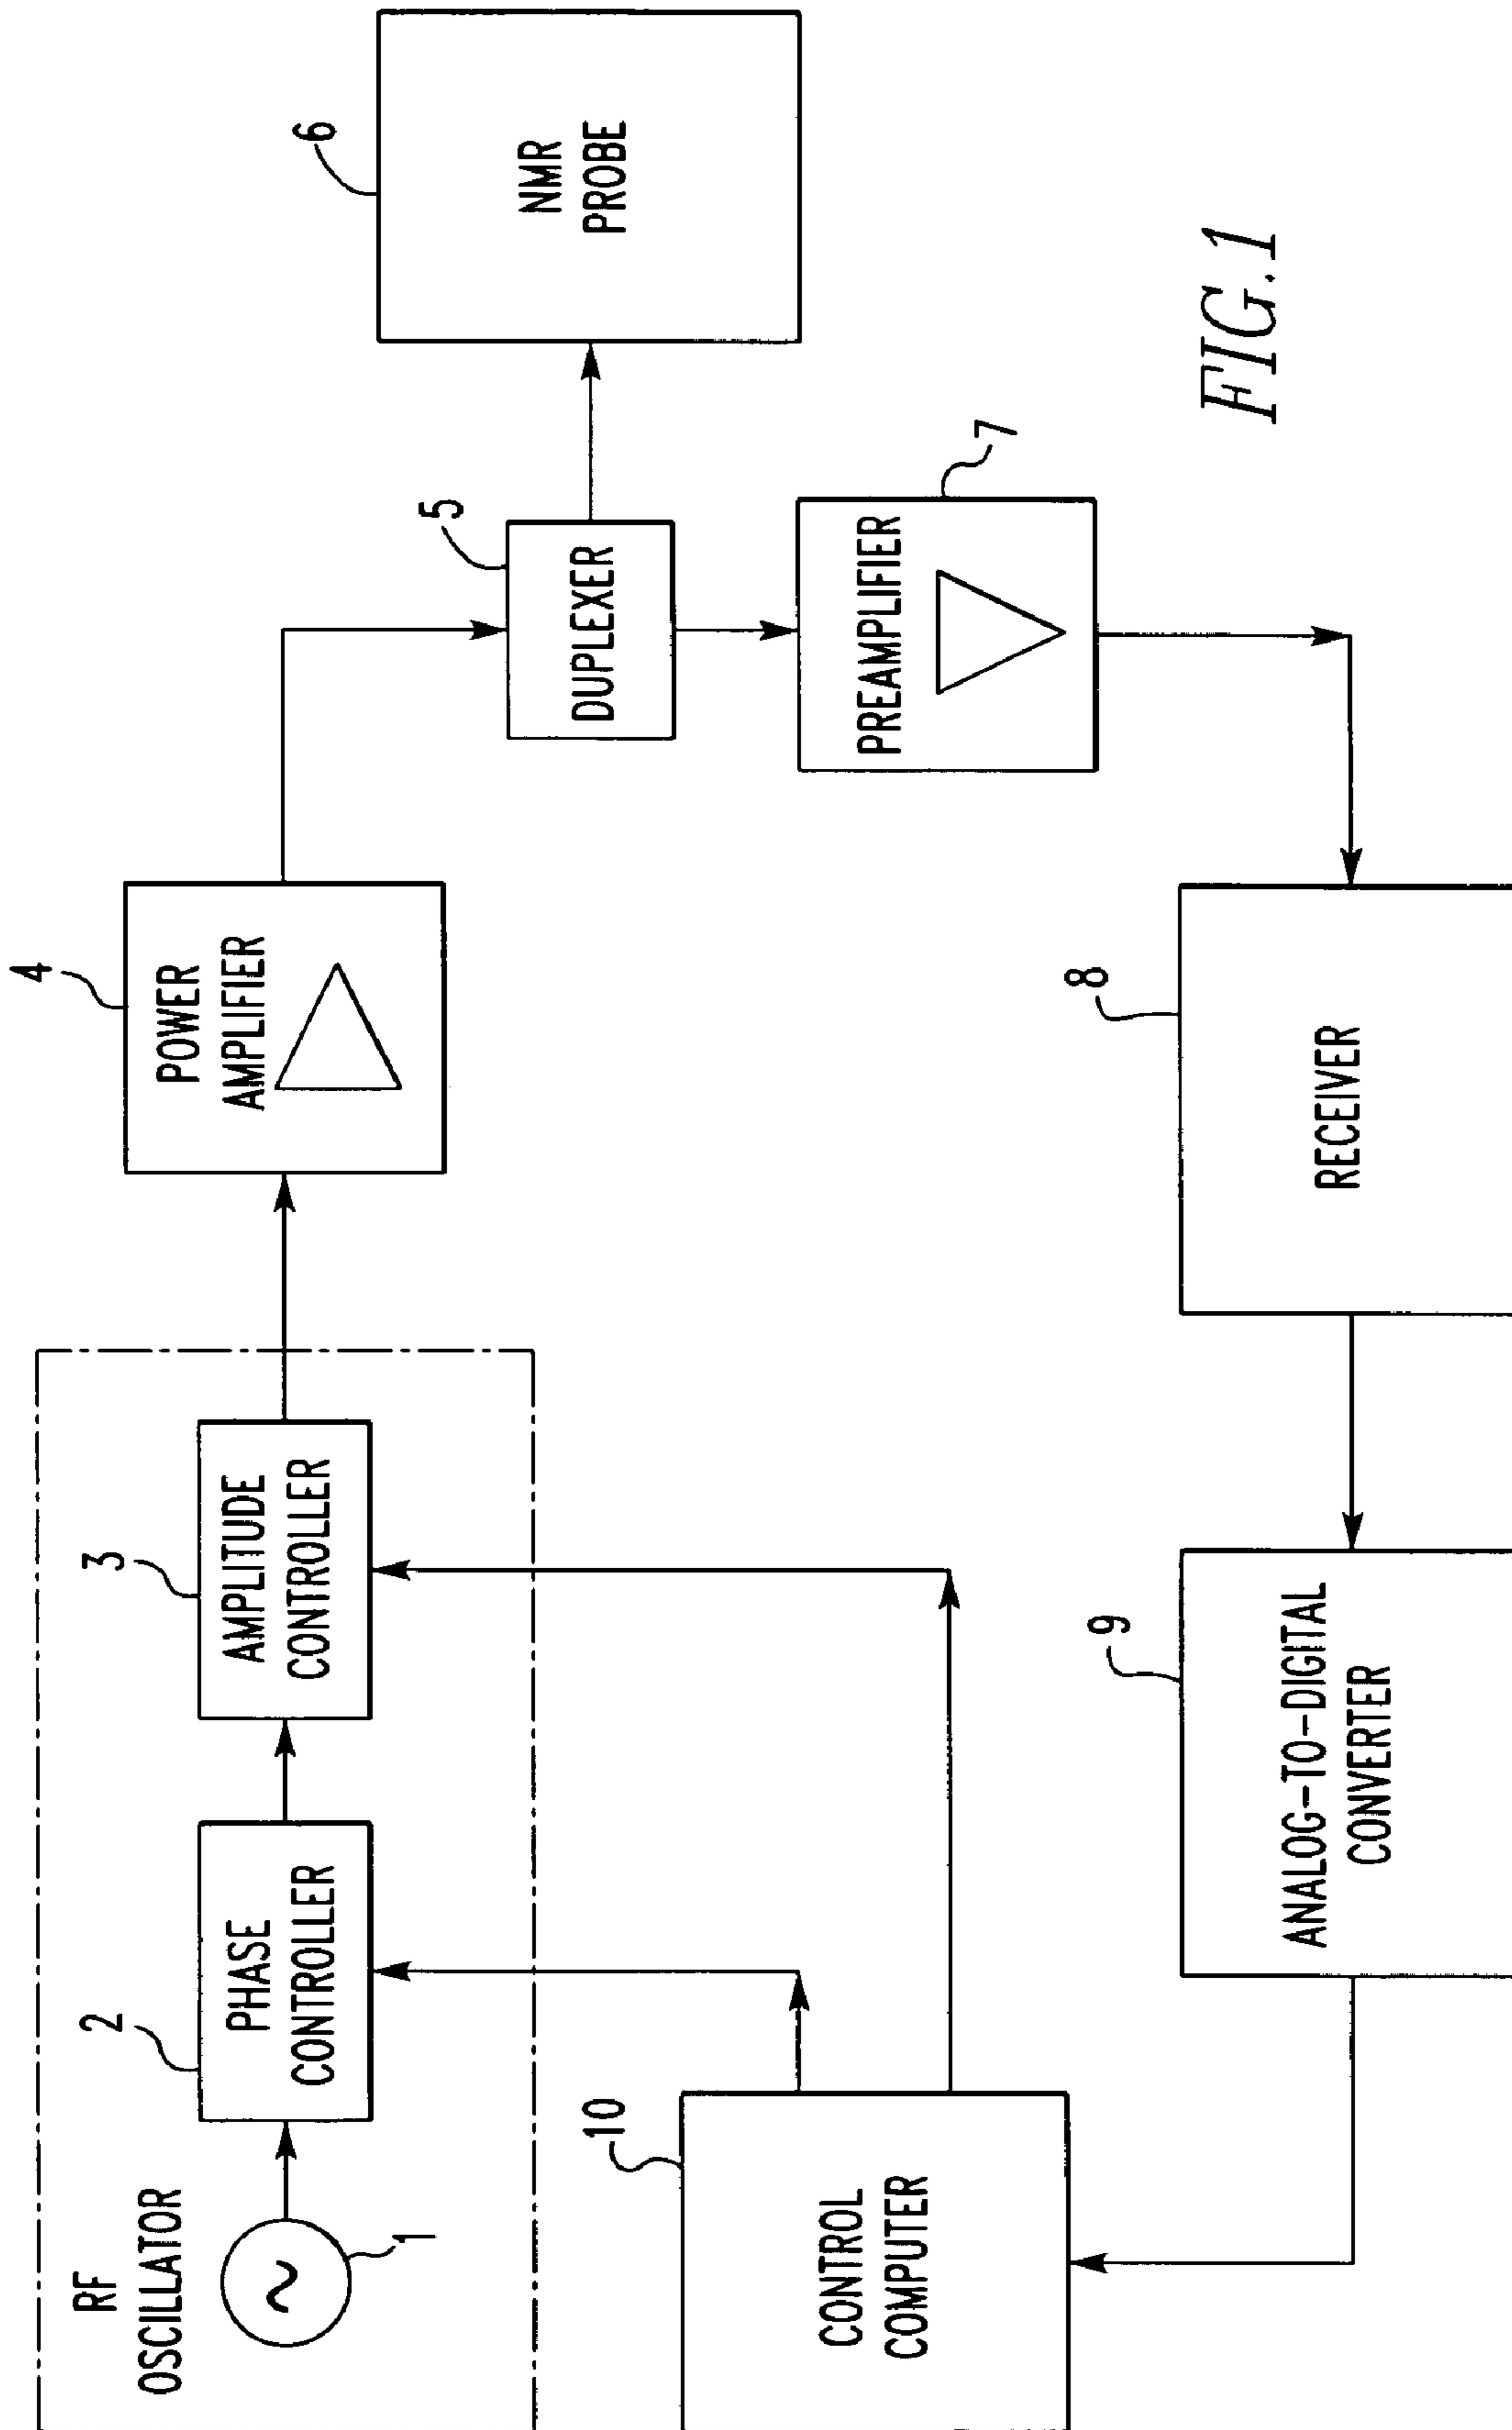 RF
OSCILLATOR
1
2
PHASE
CONTROLLER
3
AMPLITUDE
CONTROLLER
4
POWER
AMPLIFIER
5
DUPLEXER
6
NMR
PROBE
7
PREAMPLIFIER
8
RECEIVER
9
ANALOG-TO-DIGITAL
CONVERTER
10
CONTROL
COMPUTER
FIG.1